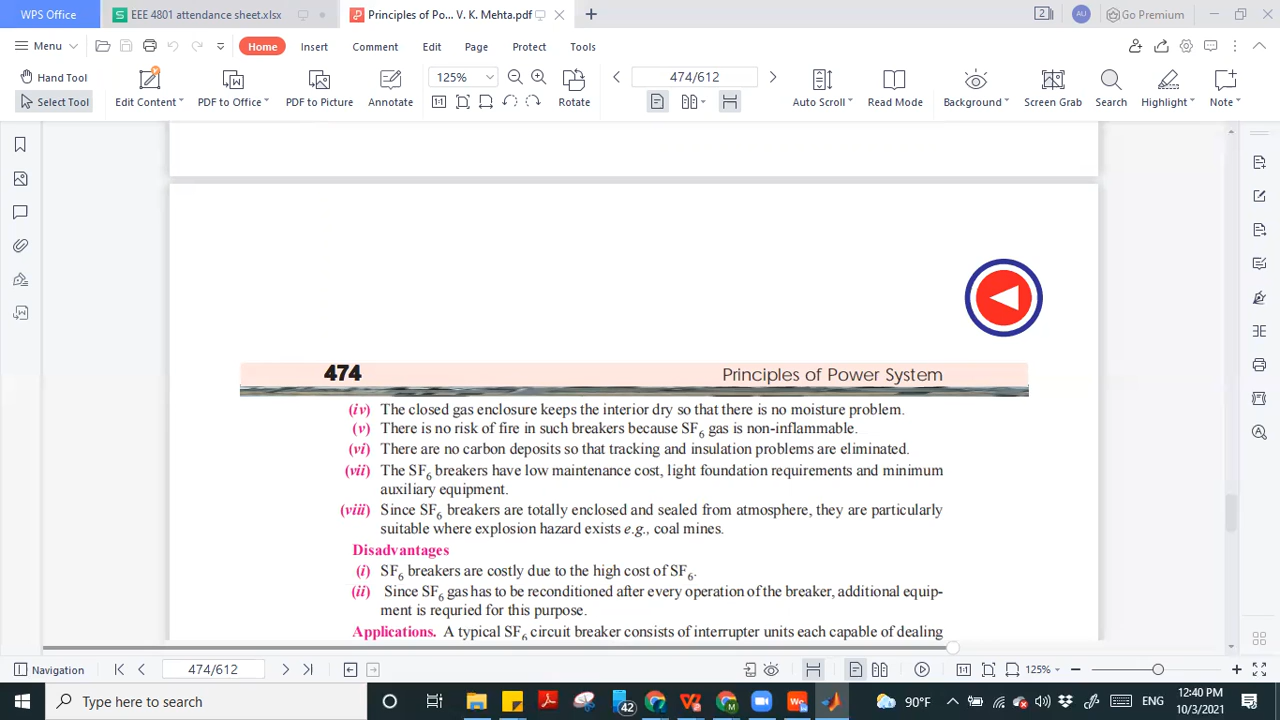 WPS Office
EEE 4801 attendance sheet.xlsx
Principles of Po... V. K. Mehta.pdf
2
AU
Go Premium
Menu
Home
Insert
Comment
Edit
Page
Protect
Tools
Hand Tool
Select Tool
Edit Content
PDF to Office
PDF to Picture
Annotate
125%
Rotate
474/612
Auto Scroll
Read Mode
Background
Screen Grab
Search
Highlight
Note
474
Principles of Power System
(iv) The closed gas enclosure keeps the interior dry so that there is no moisture problem.
(v) There is no risk of fire in such breakers because SF6 gas is non-inflammable.
(vi) There are no carbon deposits so that tracking and insulation problems are eliminated.
(vii) The SF6 breakers have low maintenance cost, light foundation requirements and minimum
auxiliary equipment.
(viii) Since SF6 breakers are totally enclosed and sealed from atmosphere, they are particularly
suitable where explosion hazard exists e.g., coal mines.
Disadvantages
(i) SF6 breakers are costly due to the high cost of SF6.
(ii) Since SF6 gas has to be reconditioned after every operation of the breaker, additional equip-
ment is requried for this purpose.
Applications. A typical SF6 circuit breaker consists of interrupter units each capable of dealing
Navigation
474/612
125%
Type here to search
42
90°F
ENG
12:40 PM
10/3/2021